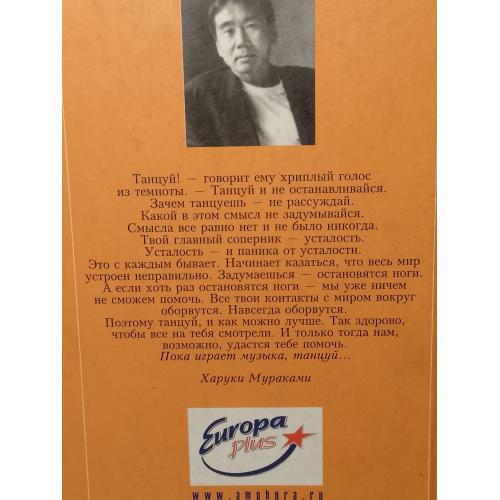 Танцуй! — говорит ему хриплый голос
из темноты. — Танцуй и не останавливайся.
Зачем танцуешь — не рассуждай.
Какой в этом смысл не задумывайся.
Смысла все равно нет и не было никогда.
Твой главный соперник — усталость.
Усталость — и паника от усталости.
Это с каждым бывает. Начинает казаться, что весь мир
устроен неправильно. Задумаешься — остановятся ноги.
А если хоть раз остановятся ноги — мы уже ничем
не сможем помочь. Все твои контакты с миром вокруг
оборвутся. Навсегда оборвутся.
Поэтому танцуй, и как можно лучше. Так здорово,
чтобы все на тебя смотрели. И только тогда нам,
возможно, удастся тебе помочь.
Пока играет музыка, танцуй...
Харуки Мураками
Europa
plus
www.amphora.ru